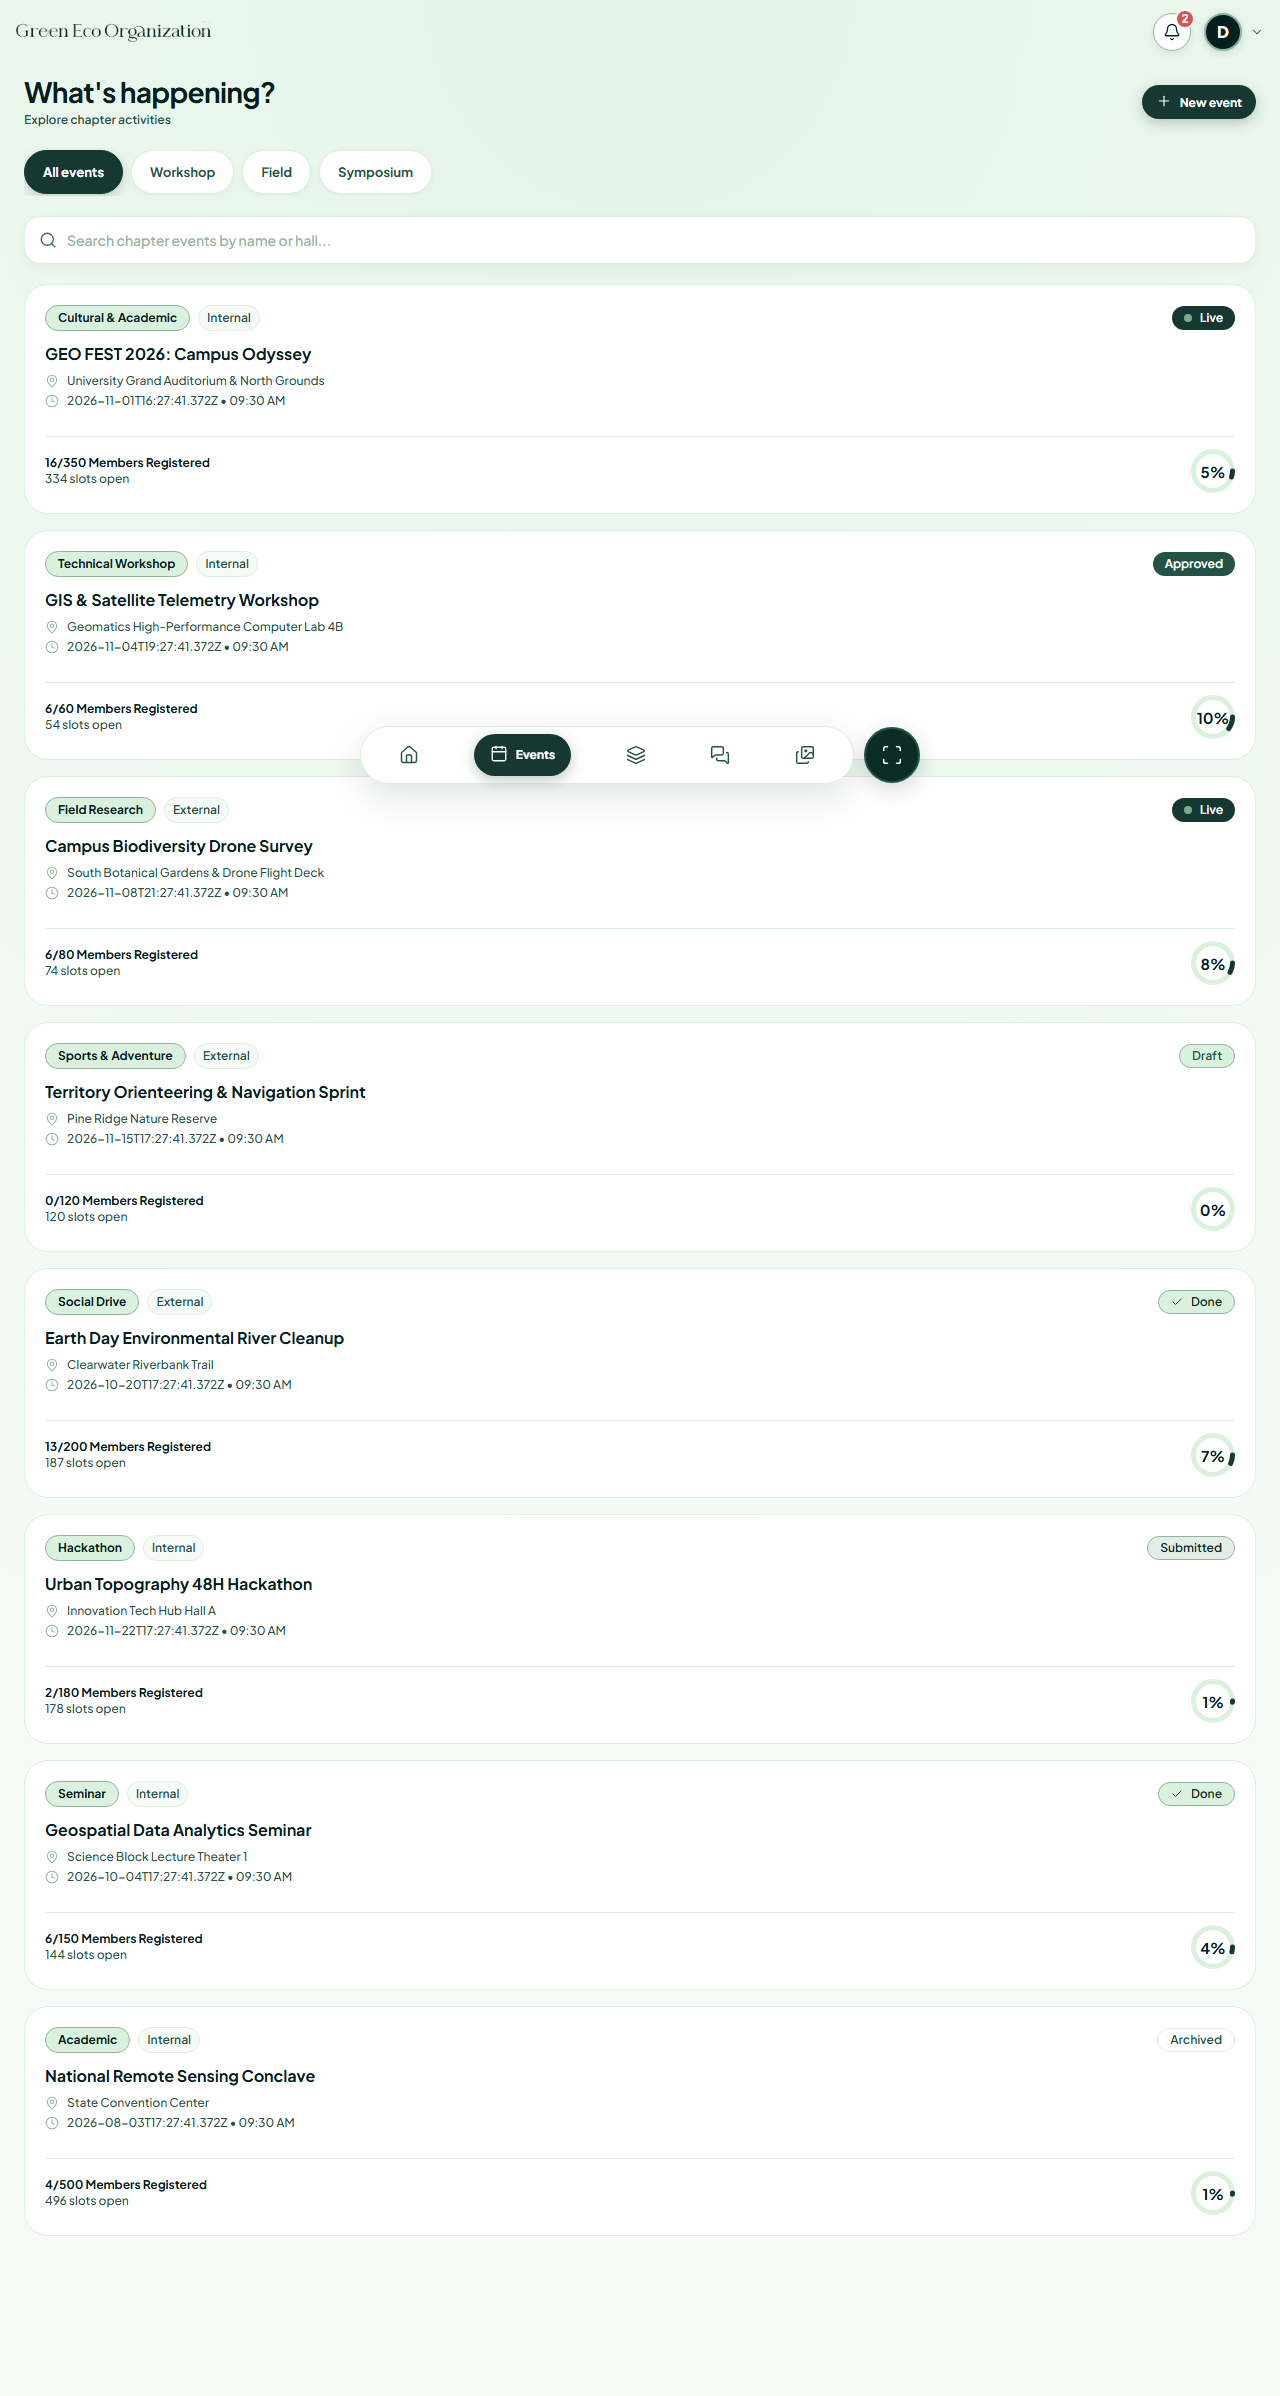 Green Eco Organization
2
D
What's happening?
Explore chapter activities
New event
All events
Workshop
Field
Symposium
Search chapter events by name or hall...
Cultural & Academic
Internal
Live
GEO FEST 2026: Campus Odyssey
University Grand Auditorium & North Grounds
2026-11-01T16:27:41.372Z • 09:30 AM
16/350 Members Registered
334 slots open
5%
Technical Workshop
Internal
Approved
GIS & Satellite Telemetry Workshop
Geomatics High-Performance Computer Lab 4B
2026-11-04T19:27:41.372Z • 09:30 AM
6/60 Members Registered
54 slots open
10%
Events
Field Research
External
Live
Campus Biodiversity Drone Survey
South Botanical Gardens & Drone Flight Deck
2026-11-08T21:27:41.372Z • 09:30 AM
6/80 Members Registered
74 slots open
8%
Sports & Adventure
External
Draft
Territory Orienteering & Navigation Sprint
Pine Ridge Nature Reserve
2026-11-15T17:27:41.372Z • 09:30 AM
0/120 Members Registered
120 slots open
0%
Social Drive
External
Done
Earth Day Environmental River Cleanup
Clearwater Riverbank Trail
2026-10-20T17:27:41.372Z • 09:30 AM
13/200 Members Registered
187 slots open
7%
Hackathon
Internal
Submitted
Urban Topography 48H Hackathon
Innovation Tech Hub Hall A
2026-11-22T17:27:41.372Z • 09:30 AM
2/180 Members Registered
178 slots open
1%
Seminar
Internal
Done
Geospatial Data Analytics Seminar
Science Block Lecture Theater 1
2026-10-04T17:27:41.372Z • 09:30 AM
6/150 Members Registered
144 slots open
4%
Academic
Internal
Archived
National Remote Sensing Conclave
State Convention Center
2026-08-03T17:27:41.372Z • 09:30 AM
4/500 Members Registered
496 slots open
1%